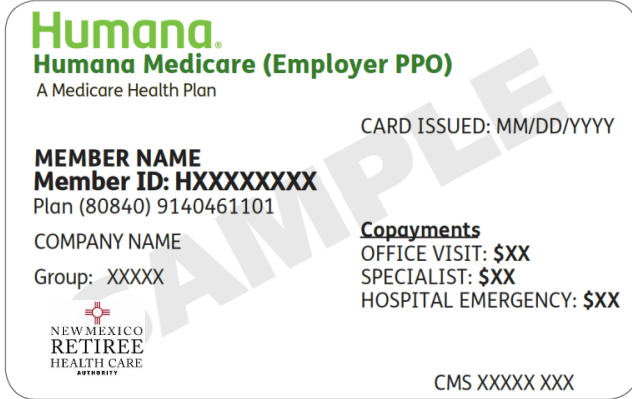 Humana®
Humana Medicare (Employer PPO)
A Medicare Health Plan
CARD ISSUED: MM/DD/YYYY
MEMBER NAME
Member ID: HXXXXXXXX
Plan (80840) 9140461101
COMPANY NAME
Group: XXXXX
Copayments
OFFICE VISIT: $XX
SPECIALIST: $XX
HOSPITAL EMERGENCY: $XX
NEW MEXICO
RETIREE
HEALTH CARE
AUTHORITY
CMS XXXXX XXX
SAMPLE